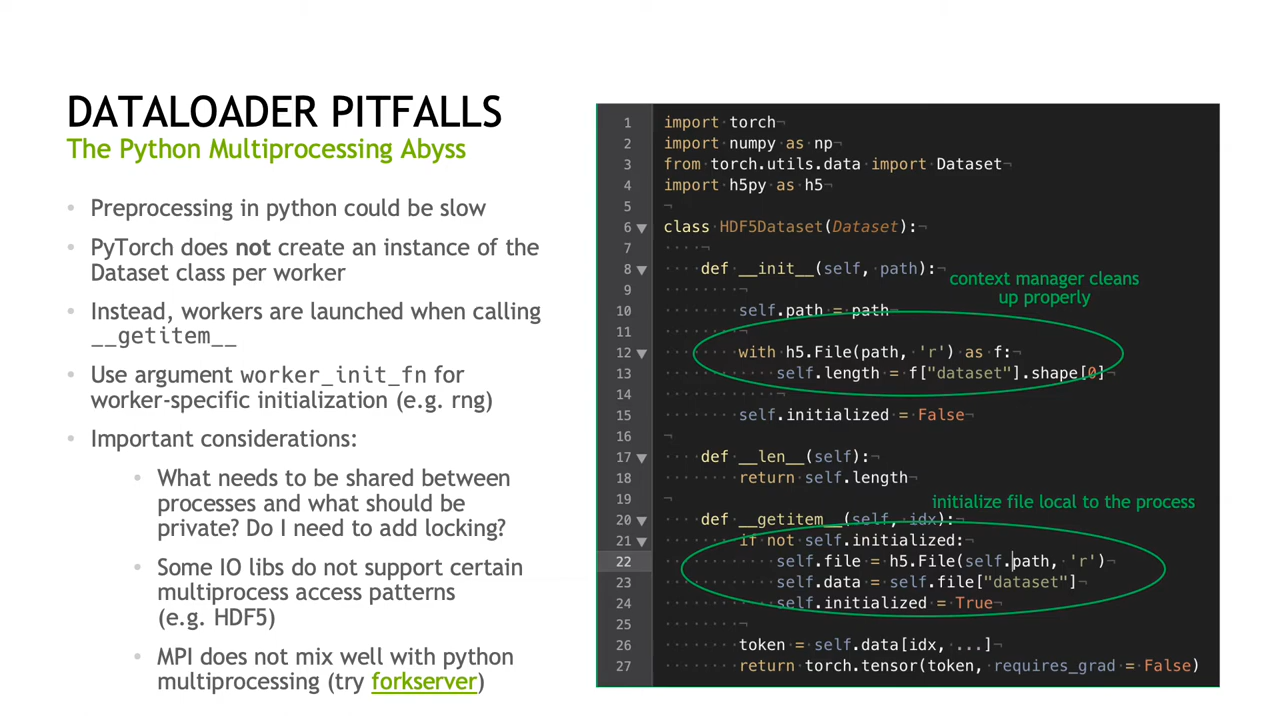 DATALOADER PITFALLS
The Python Multiprocessing Abyss
• Preprocessing in python could be slow
• PyTorch does not create an instance of the
Dataset class per worker
• Instead, workers are launched when calling
__getitem__
• Use argument worker_init_fn for
worker-specific initialization (e.g. rng)
• Important considerations:
• What needs to be shared between
processes and what should be
private? Do I need to add locking?
• Some IO libs do not support certain
multiprocess access patterns
(e.g. HDF5)
• MPI does not mix well with python
multiprocessing (try forkserver)
1 import·torch¬
2 import·numpy·as·np¬
3 from·torch.utils.data·import·Dataset¬
4 import·h5py·as·h5¬
5 ¬
6 ▼ class·HDF5Dataset(Dataset):¬
7 ····¬
8 ▼ ····def·__init__(self,·path):¬
context manager cleans
up properly
9 ········¬
10 ········self.path·=·path¬
11 ········¬
12 ▼ ········with·h5.File(path,·'r')·as·f:¬
13 ············self.length·=·f["dataset"].shape[0]¬
14 ············¬
15 ········self.initialized·=·False¬
16 ¬
17 ▼ ····def·__len__(self):¬
18 ········return·self.length¬
19 ¬
initialize file local to the process
20 ▼ ····def·__getitem__(self,·idx):¬
21 ▼ ········if·not·self.initialized:¬
22 ············self.file·=·h5.File(self.path,·'r')¬
23 ············self.data·=·self.file["dataset"]¬
24 ············self.initialized·=·True¬
25 ········¬
26 ········token·=·self.data[idx,·...]¬
27 ········return·torch.tensor(token,·requires_grad·=·False)¬